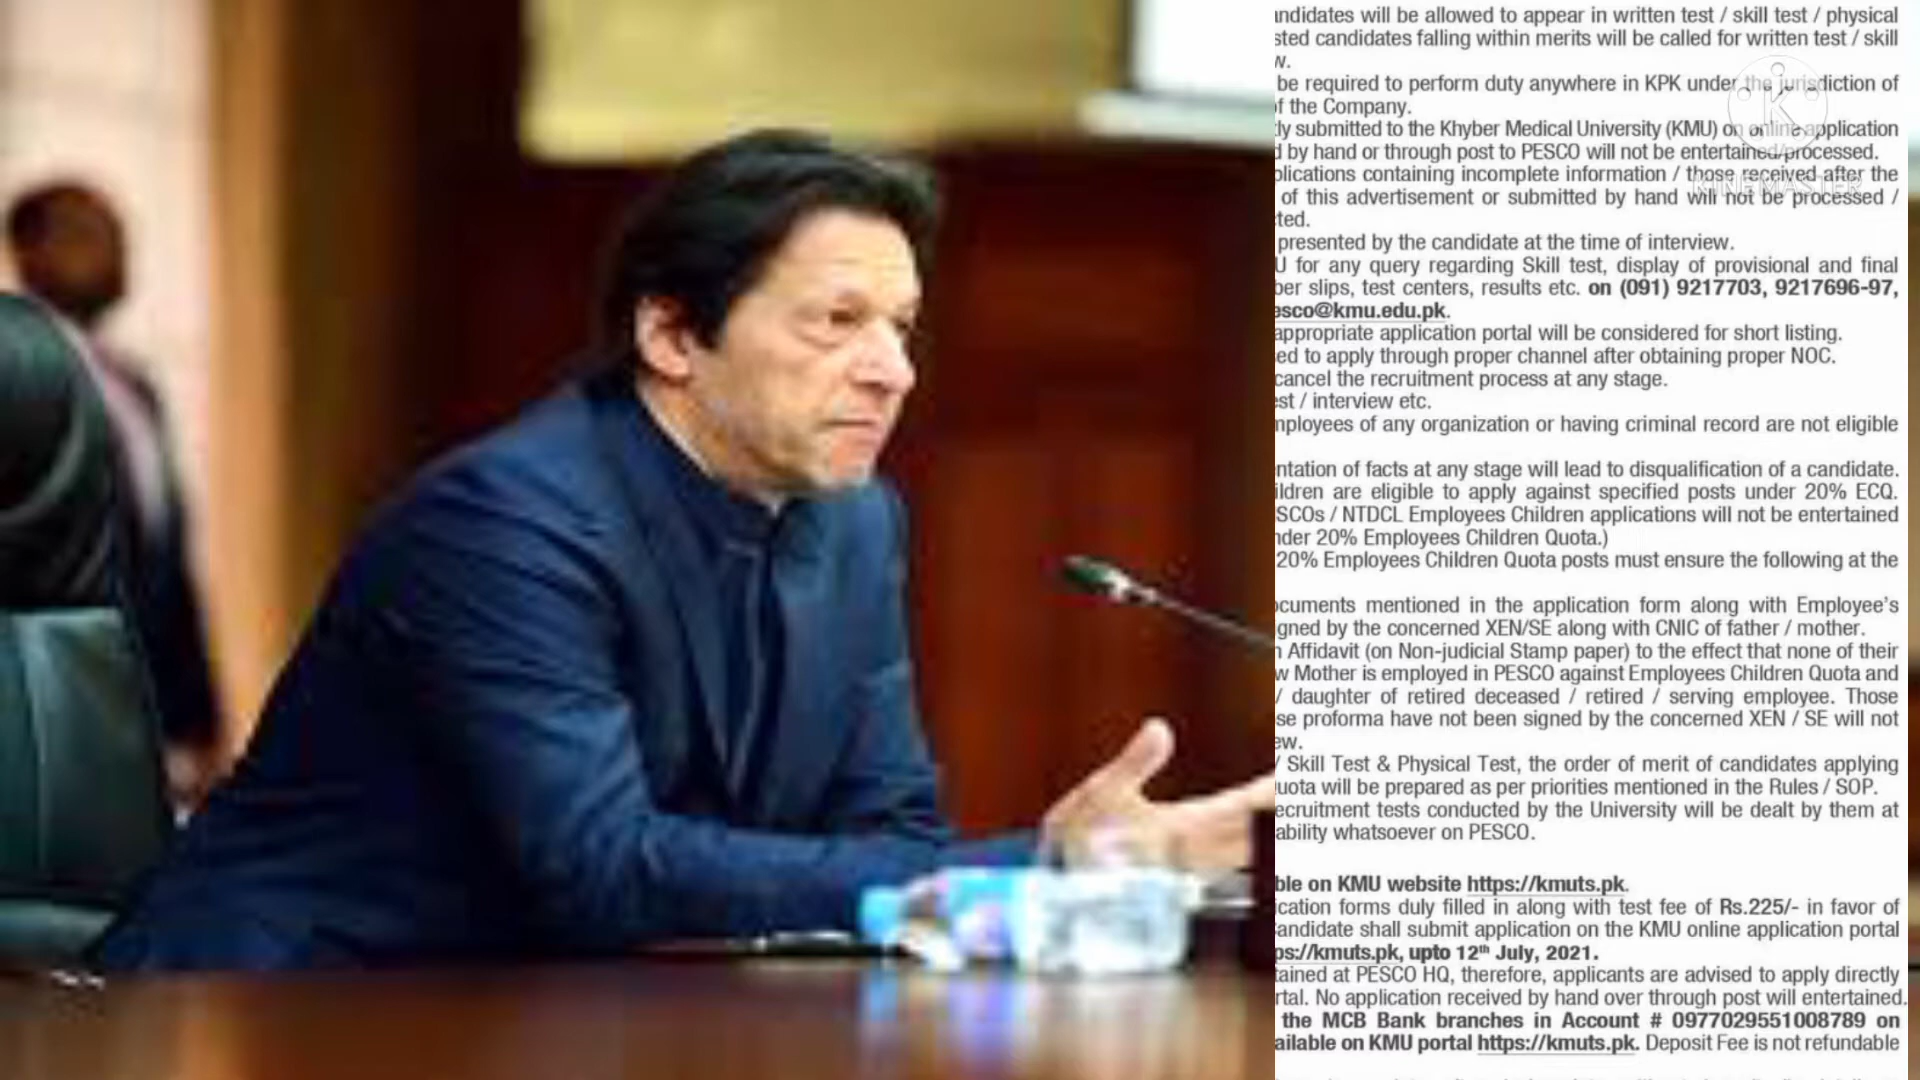 andidates will be allowed to appear in written test / skill test / physical
sted candidates falling within merits will be called for written test / skill
w.
be required to perform duty anywhere in KPK under the jurisdiction of
of the Company.
ly submitted to the Khyber Medical University (KMU) on online application
d by hand or through post to PESCO will not be entertained/processed.
plications containing incomplete information / those received after the
KINEMASTER
of this advertisement or submitted by hand will not be processed /
ted.
presented by the candidate at the time of interview.
U for any query regarding Skill test, display of provisional and final
ber slips, test centers, results etc. on (091) 9217703, 9217696-97,
esco@kmu.edu.pk.
appropriate application portal will be considered for short listing.
ed to apply through proper channel after obtaining proper NOC.
cancel the recruitment process at any stage.
est / interview etc.
mployees of any organization or having criminal record are not eligible
entation of facts at any stage will lead to disqualification of a candidate.
ildren are eligible to apply against specified posts under 20% ECQ.
SCOs / NTDCL Employees Children applications will not be entertained
nder 20% Employees Children Quota.)
20% Employees Children Quota posts must ensure the following at the
ocuments mentioned in the application form along with Employee's
igned by the concerned XEN/SE along with CNIC of father / mother.
n Affidavit (on Non-judicial Stamp paper) to the effect that none of their
w Mother is employed in PESCO against Employees Children Quota and
/ daughter of retired deceased / retired / serving employee. Those
se proforma have not been signed by the concerned XEN / SE will not
ew.
/ Skill Test & Physical Test, the order of merit of candidates applying
uota will be prepared as per priorities mentioned in the Rules / SOP.
ecruitment tests conducted by the University will be dealt by them at
ability whatsoever on PESCO.
ble on KMU website https://kmuts.pk.
ication forms duly filled in along with test fee of Rs.225/- in favor of
Candidate shall submit application on the KMU online application portal
ps://kmuts.pk, upto 12th July, 2021.
tained at PESCO HQ, therefore, applicants are advised to apply directly
rtal. No application received by hand over through post will entertained.
the MCB Bank branches in Account # 0977029551008789 on
ailable on KMU portal https://kmuts.pk. Deposit Fee is not refundable